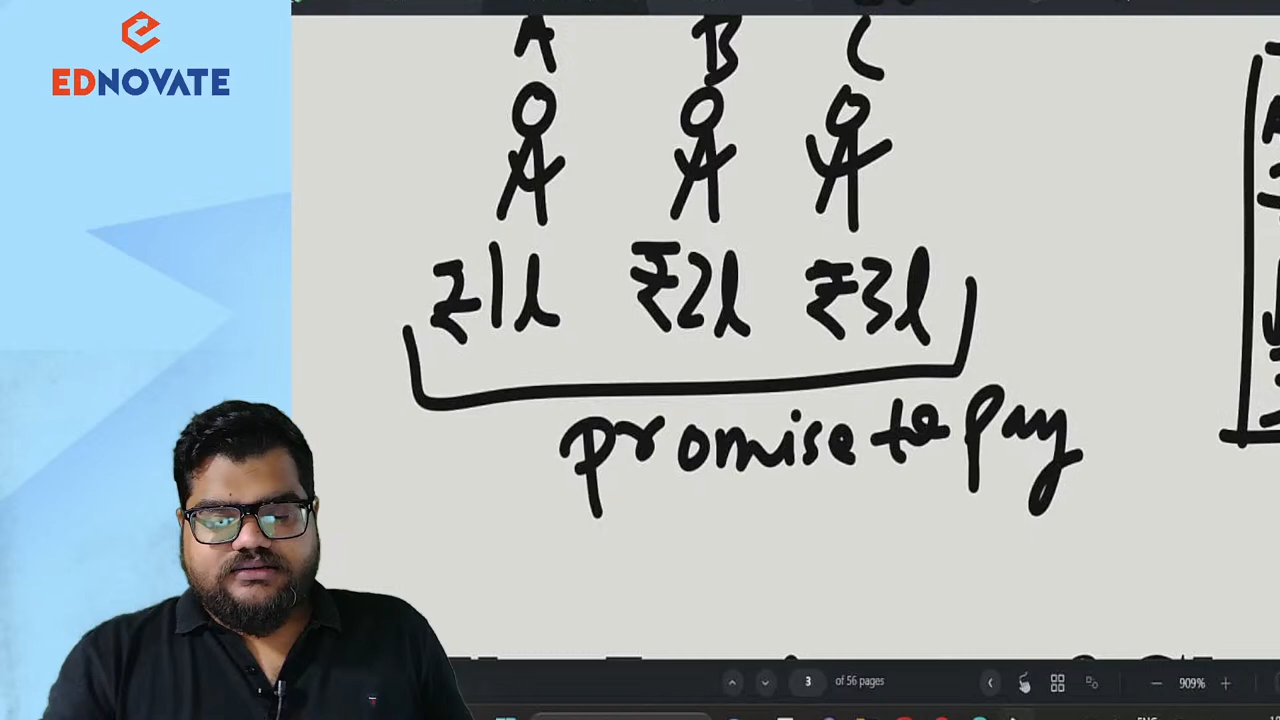 EDNOVATE
A B C
₹1l ₹2l ₹3l
promise to pay
3 of 56 pages
909%